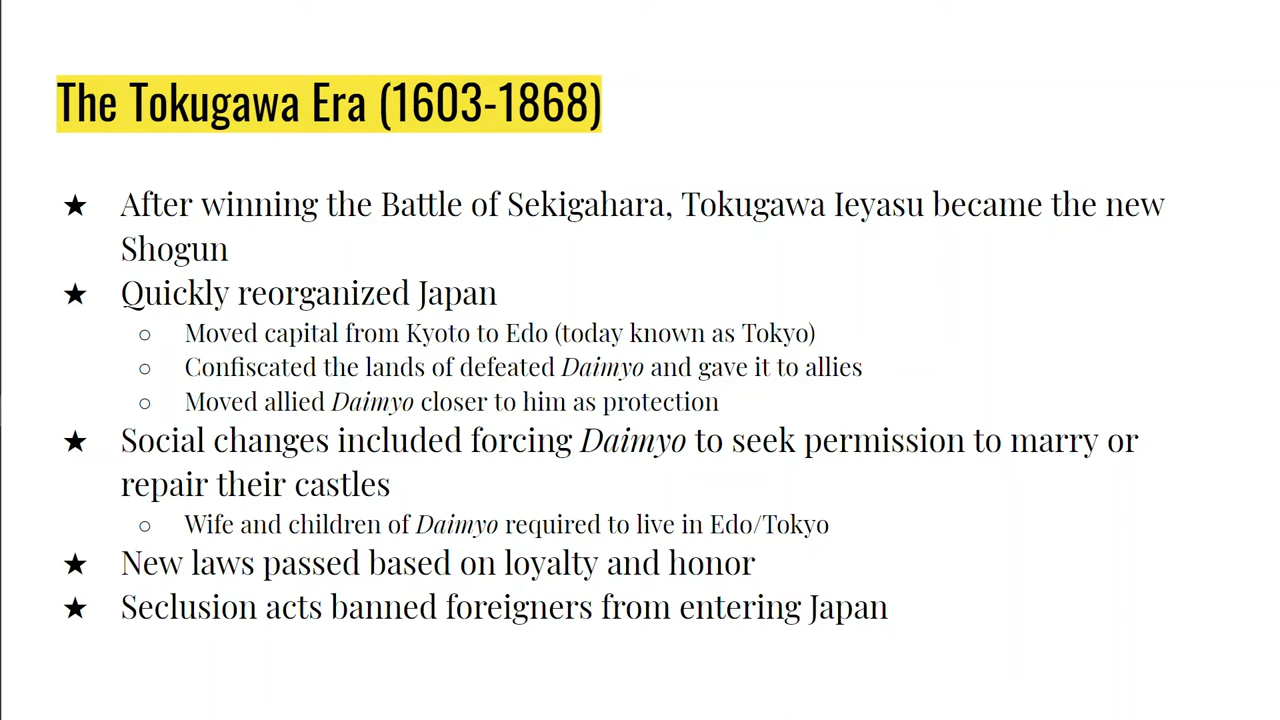 The Tokugawa Era (1603-1868)
★ After winning the Battle of Sekigahara, Tokugawa Ieyasu became the new
Shogun
★ Quickly reorganized Japan
○ Moved capital from Kyoto to Edo (today known as Tokyo)
○ Confiscated the lands of defeated Daimyo and gave it to allies
○ Moved allied Daimyo closer to him as protection
★ Social changes included forcing Daimyo to seek permission to marry or
repair their castles
○ Wife and children of Daimyo required to live in Edo/Tokyo
★ New laws passed based on loyalty and honor
★ Seclusion acts banned foreigners from entering Japan